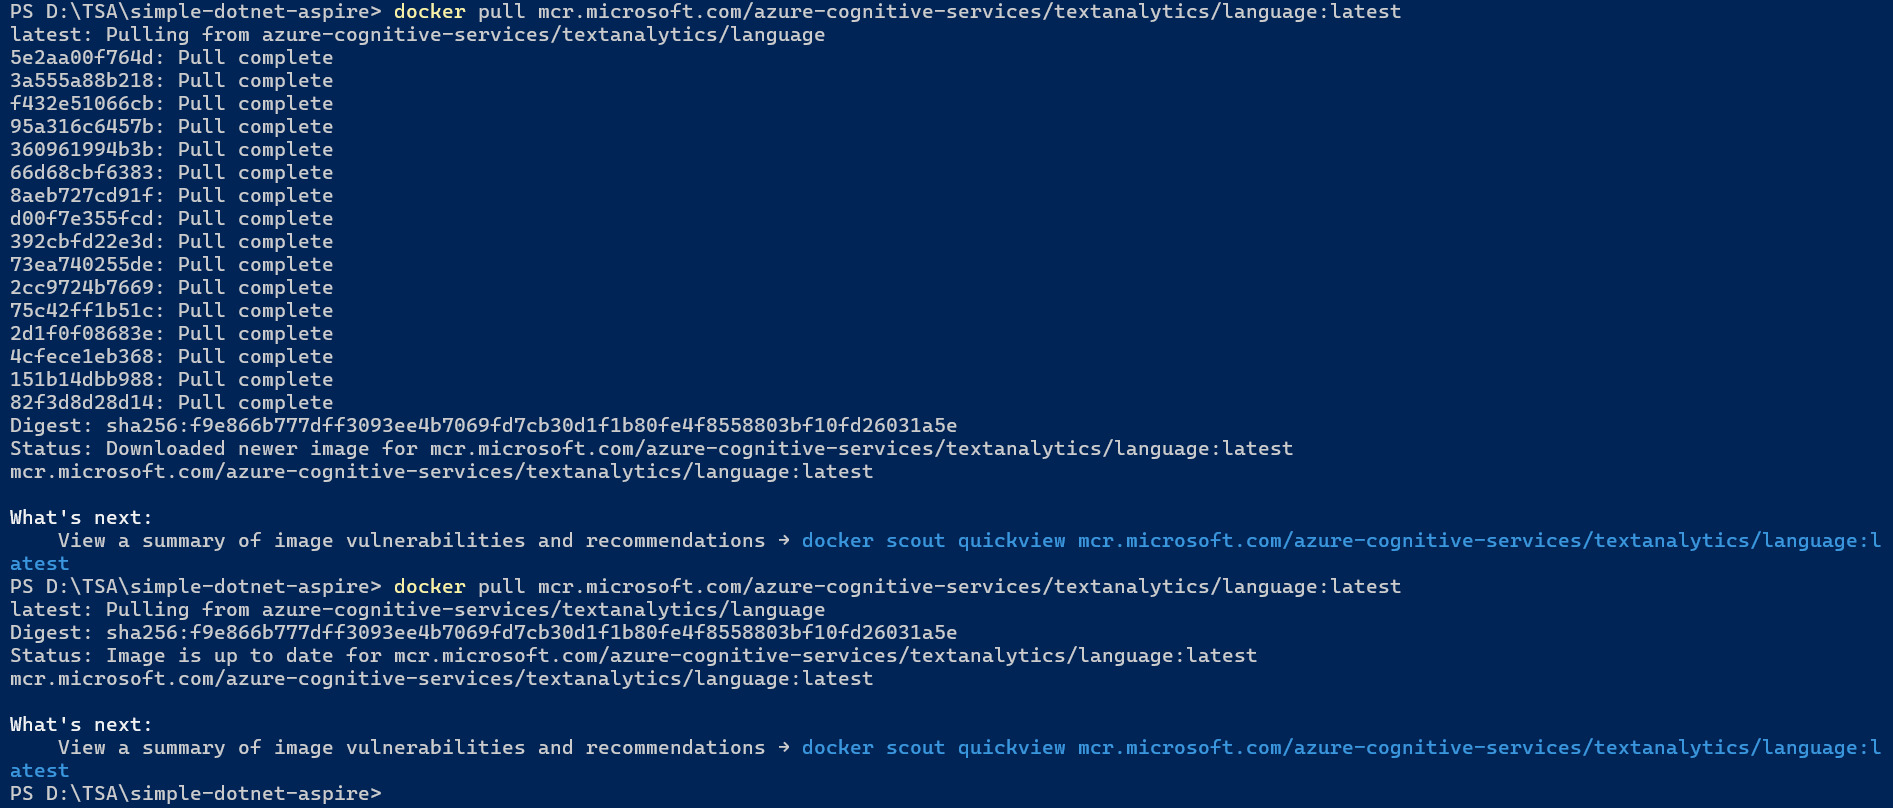 PS D:\TSA\simple-dotnet-aspire> docker pull mcr.microsoft.com/azure-cognitive-services/textanalytics/language:latest
latest: Pulling from azure-cognitive-services/textanalytics/language
5e2aa00f764d: Pull complete
3a555a88b218: Pull complete
f432e51066cb: Pull complete
95a316c6457b: Pull complete
360961994b3b: Pull complete
66d68cbf6383: Pull complete
8aeb727cd91f: Pull complete
d00f7e355fcd: Pull complete
392cbfd22e3d: Pull complete
73ea740255de: Pull complete
2cc9724b7669: Pull complete
75c42ff1b51c: Pull complete
2d1f0f08683e: Pull complete
4cfece1eb368: Pull complete
151b14dbb988: Pull complete
82f3d8d28d14: Pull complete
Digest: sha256:f9e866b777dff3093ee4b7069fd7cb30d1f1b80fe4f8558803bf10fd26031a5e
Status: Downloaded newer image for mcr.microsoft.com/azure-cognitive-services/textanalytics/language:latest
mcr.microsoft.com/azure-cognitive-services/textanalytics/language:latest
What's next:
View a summary of image vulnerabilities and recommendations → docker scout quickview mcr.microsoft.com/azure-cognitive-services/textanalytics/language:l
atest
PS D:\TSA\simple-dotnet-aspire> docker pull mcr.microsoft.com/azure-cognitive-services/textanalytics/language:latest
latest: Pulling from azure-cognitive-services/textanalytics/language
Digest: sha256:f9e866b777dff3093ee4b7069fd7cb30d1f1b80fe4f8558803bf10fd26031a5e
Status: Image is up to date for mcr.microsoft.com/azure-cognitive-services/textanalytics/language:latest
mcr.microsoft.com/azure-cognitive-services/textanalytics/language:latest
What's next:
View a summary of image vulnerabilities and recommendations → docker scout quickview mcr.microsoft.com/azure-cognitive-services/textanalytics/language:l
atest
PS D:\TSA\simple-dotnet-aspire>